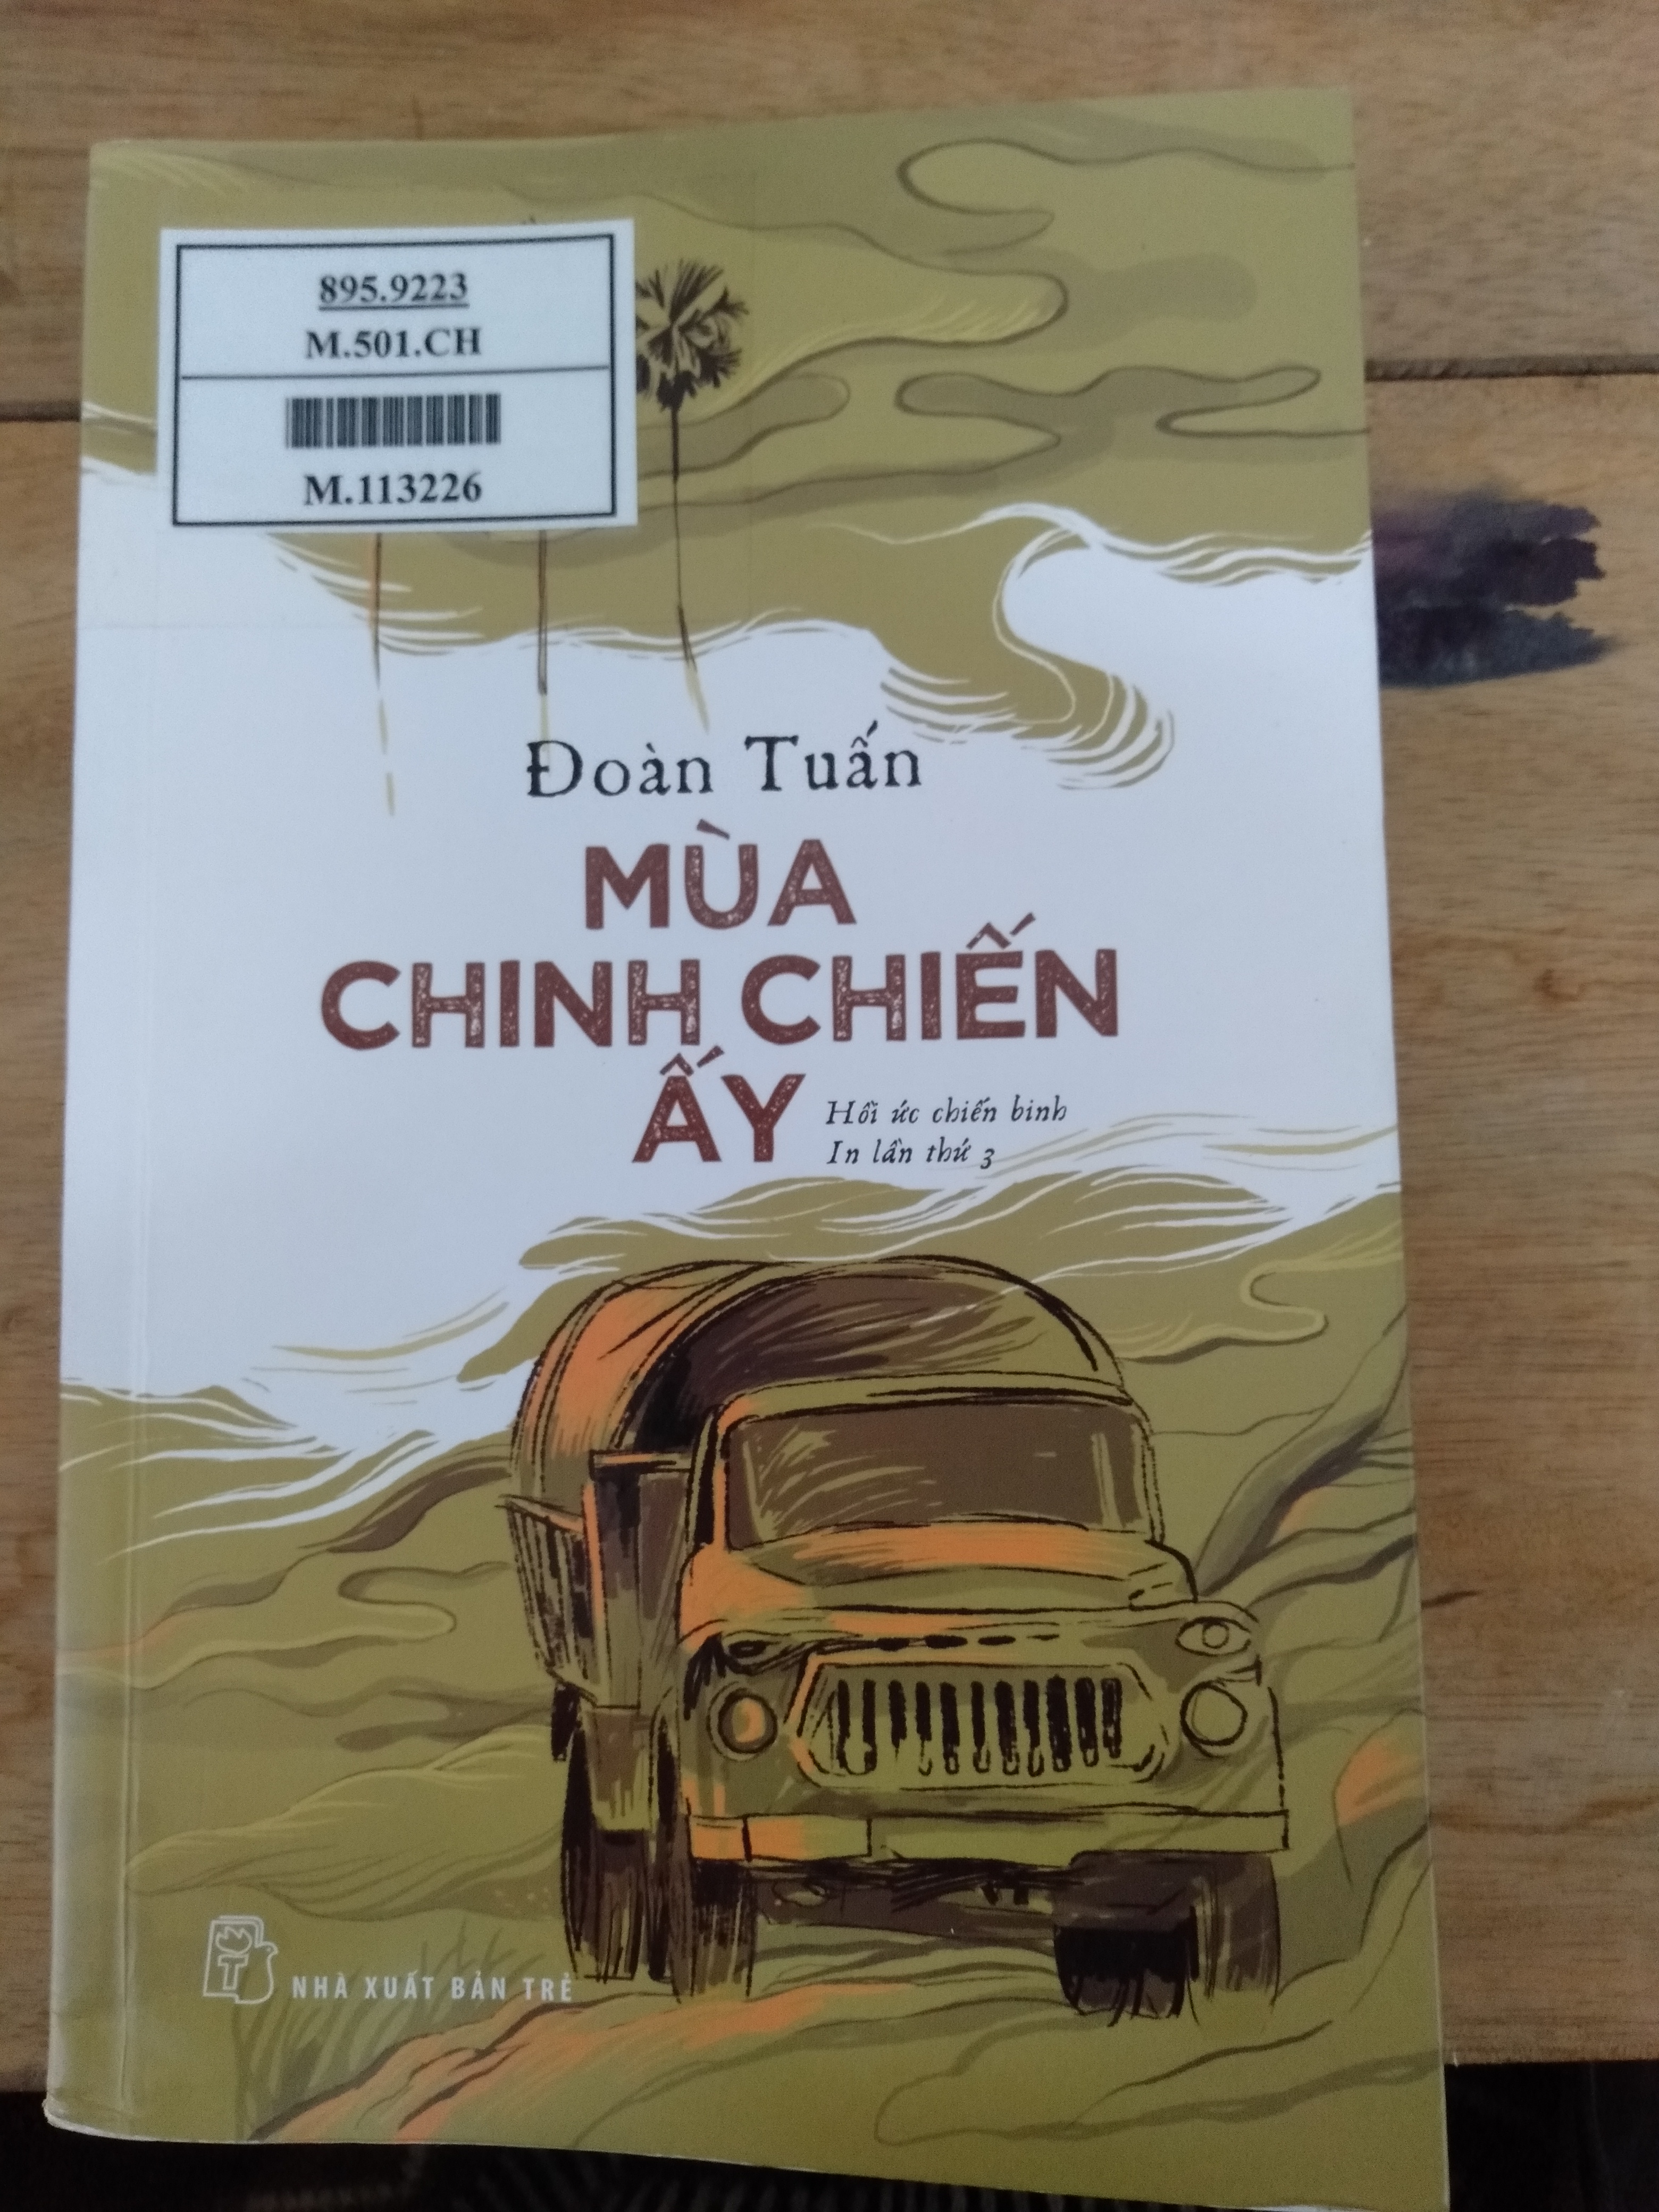 895.9223
M.501.CH
M.113226
Đoàn Tuấn
MÙA
CHINH CHIẾN
ẤY
Hồi ức chiến binh
In lần thứ 3
NHÀ XUẤT BẢN TRẺ